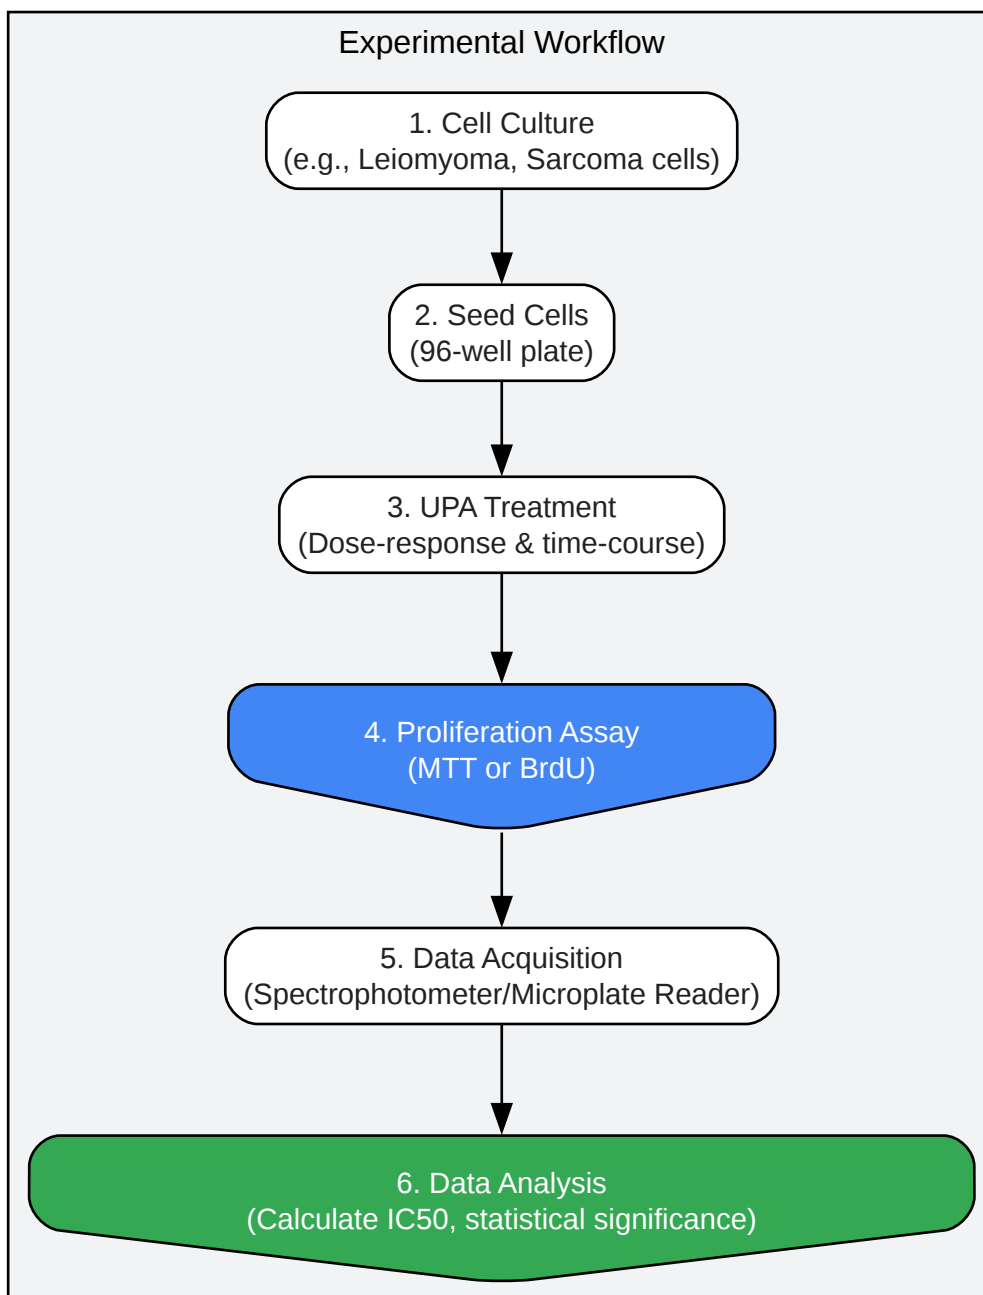 Experimental Workflow
1. Cell Culture
(e.g., Leiomyoma, Sarcoma cells)
2. Seed Cells
(96-well plate)
3. UPA Treatment
(Dose-response & time-course)
4. Proliferation Assay
(MTT or BrdU)
5. Data Acquisition
(Spectrophotometer/Microplate Reader)
6. Data Analysis
(Calculate IC50, statistical significance)